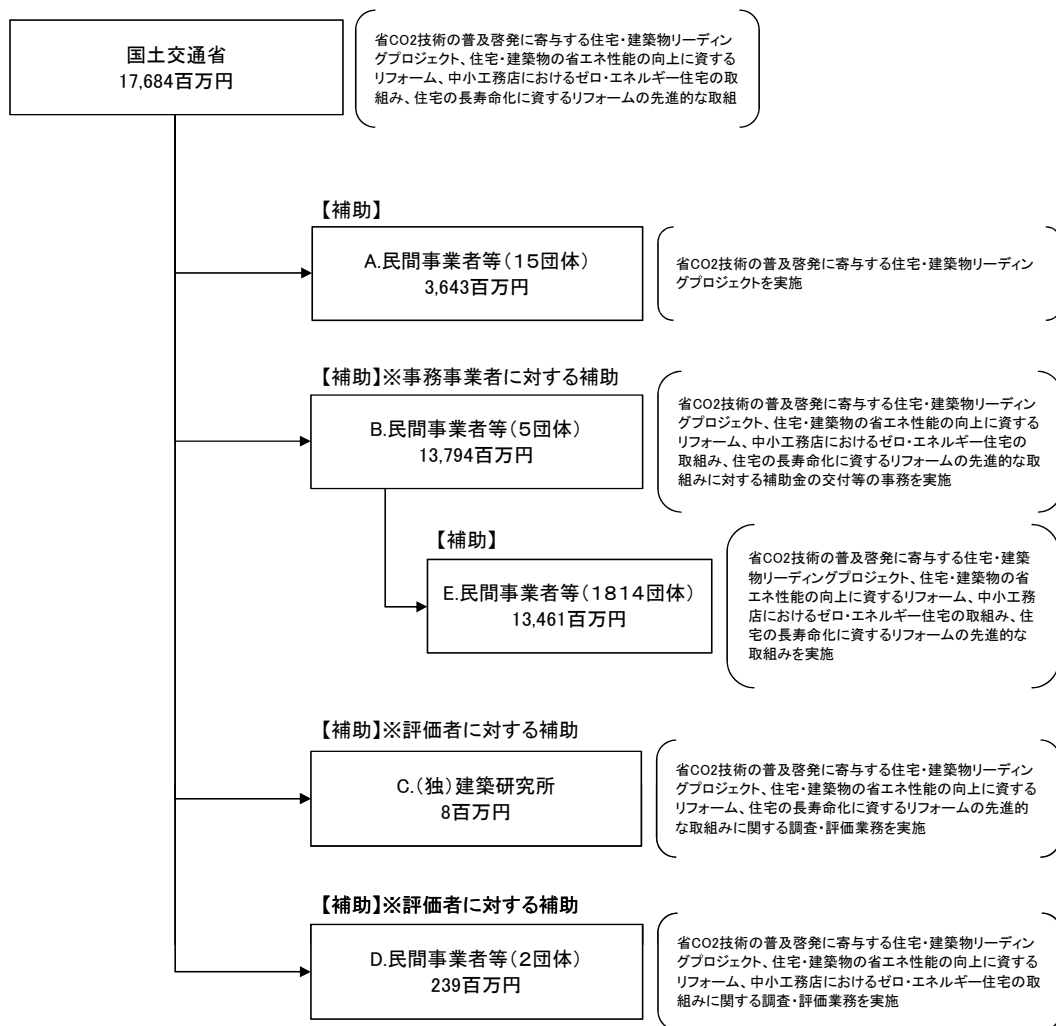 国土交通省
17,684百万円
省CO2技術の普及啓発に寄与する住宅・建築物リーディ
ングプロジェクト、住宅・建築物の省エネ性能の向上に資する
リフォーム、中小工務店におけるゼロ・エネルギー住宅の取
組み、住宅の長寿命化に資するリフォームの先進的な取組
【補助】
A.民間事業者等(15団体)
3,643百万円
省CO2技術の普及啓発に寄与する住宅・建築物リーディン
グプロジェクトを実施
【補助】※事務事業者に対する補助
B.民間事業者等(5団体)
13,794百万円
省CO2技術の普及啓発に寄与する住宅・建築物リーディン
グプロジェクト、住宅・建築物の省エネ性能の向上に資する
リフォーム、中小工務店におけるゼロ・エネルギー住宅の
取組み、住宅の長寿命化に資するリフォームの先進的な取
組みに対する補助金の交付等の事務を実施
【補助】
E.民間事業者等(1814団体)
13,461百万円
省CO2技術の普及啓発に寄与する住宅・建築
物リーディングプロジェクト、住宅・建築物の省
エネ性能の向上に資するリフォーム、中小工務
店におけるゼロ・エネルギー住宅の取組み、住
宅の長寿命化に資するリフォームの先進的な
取組みを実施
【補助】※評価者に対する補助
C.(独)建築研究所
8百万円
省CO2技術の普及啓発に寄与する住宅・建築物リーディン
グプロジェクト、住宅・建築物の省エネ性能の向上に資する
リフォーム、住宅の長寿命化に資するリフォームの先進的
な取組みに関する調査・評価業務を実施
【補助】※評価者に対する補助
D.民間事業者等(2団体)
239百万円
省CO2技術の普及啓発に寄与する住宅・建築物リーディン
グプロジェクト、住宅・建築物の省エネ性能の向上に資する
リフォーム、中小工務店におけるゼロ・エネルギー住宅の取
組みに関する調査・評価業務を実施